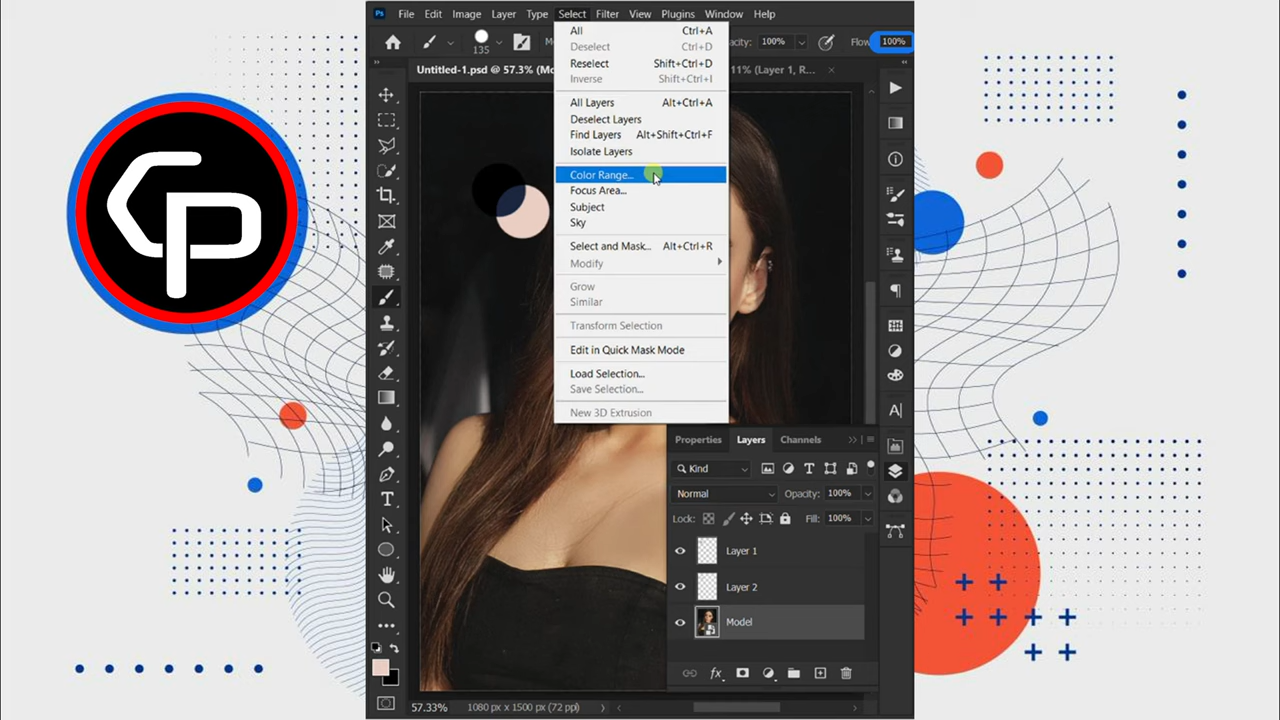 CP
Ps File Edit Image Layer Type Select Filter View Plugins Window Help
135 100% Flow 100%
Untitled-1.psd @ 57.3% 11% (Layer 1, R...
All Ctrl+A
Deselect Ctrl+D
Reselect Shift+Ctrl+D
Inverse Shift+Ctrl+I
All Layers Alt+Ctrl+A
Deselect Layers
Find Layers Alt+Shift+Ctrl+F
Isolate Layers
Color Range...
Focus Area...
Subject
Sky
Select and Mask... Alt+Ctrl+R
Modify
Grow
Similar
Transform Selection
Edit in Quick Mask Mode
Load Selection...
Save Selection...
New 3D Extrusion
Properties Layers Channels
Kind
Normal Opacity: 100%
Lock: Fill: 100%
Layer 1
Layer 2
Model
fx
57.33% 1080 px x 1500 px (72 ppi)